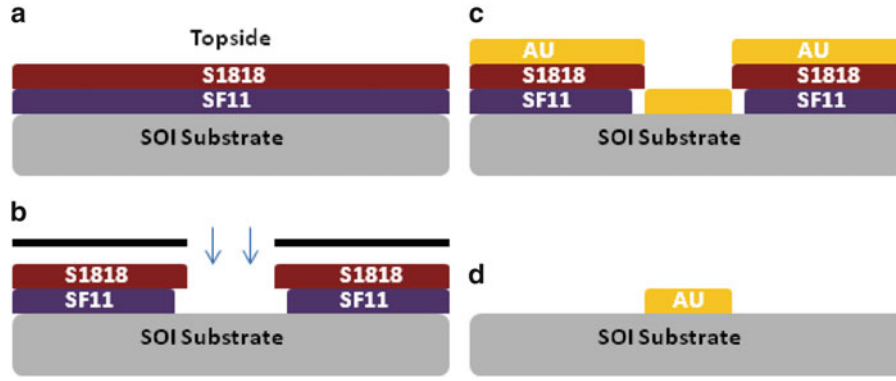 a
Topside
S1818
SF11
SOI Substrate
b
S1818
S1818
SF11
SF11
SOI Substrate
c
AU
AU
S1818
S1818
SF11
SF11
SOI Substrate
d
AU
SOI Substrate